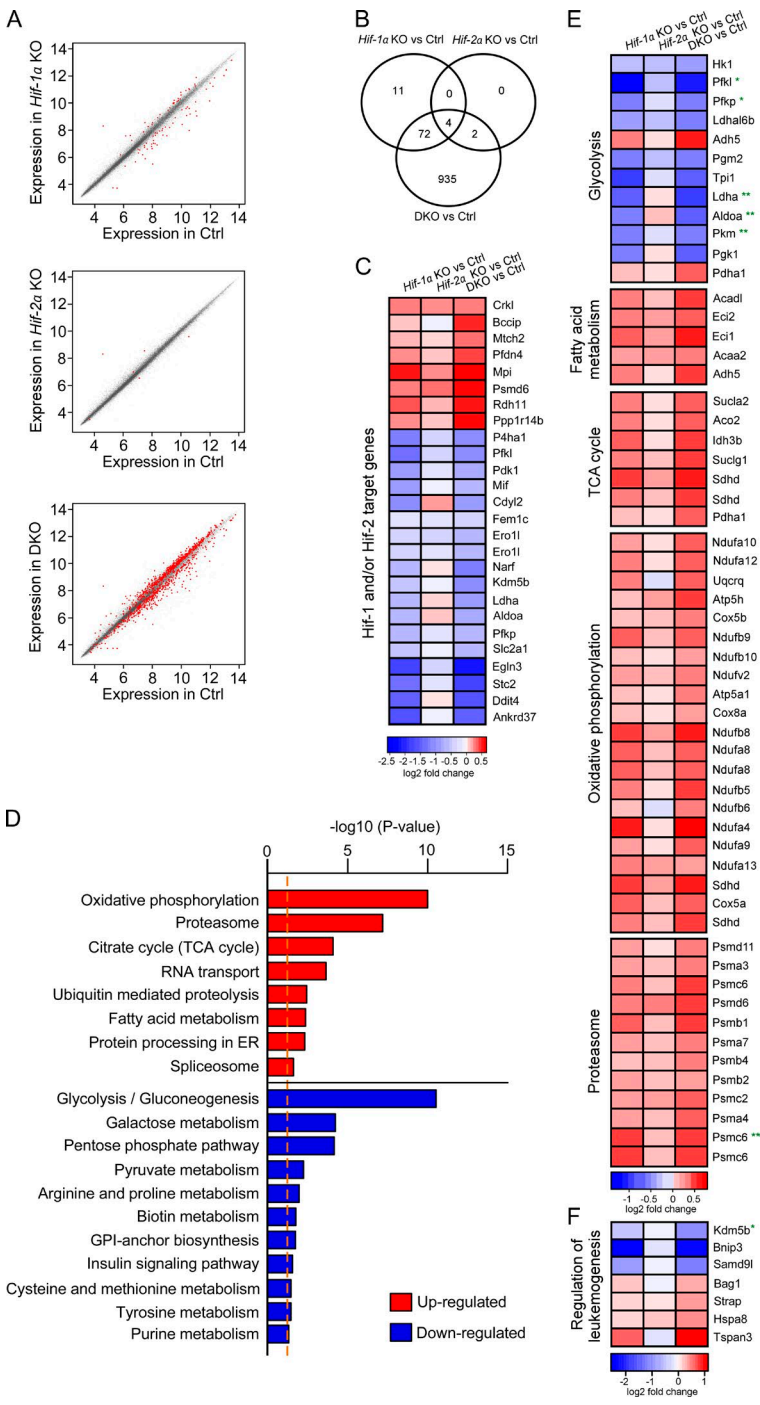 A
Expression in Hif-1α KO
14
12
10
8
6
4
4 6 8 10 12 14
Expression in Ctrl
Expression in Hif-2α KO
14
12
10
8
6
4
4 6 8 10 12 14
Expression in Ctrl
Expression in DKO
14
12
10
8
6
4
4 6 8 10 12 14
Expression in Ctrl
B
Hif-1α KO vs Ctrl
Hif-2α KO vs Ctrl
11
0
0
4
72
2
935
DKO vs Ctrl
C
Hif-1α KO vs Ctrl
Hif-2α KO vs Ctrl
DKO vs Ctrl
Hif-1 and/or Hif-2 target genes
Crkl
Bccip
Mtch2
Pfdn4
Mpi
Psmd6
Rdh11
Ppp1r14b
P4ha1
Pfkl
Pdk1
Mif
Cdyl2
Fem1c
Ero1l
Ero1l
Narf
Kdm5b
Ldha
Aldoa
Pfkp
Slc2a1
Egln3
Stc2
Ddit4
Ankrd37
-2.5 -2 -1.5 -1 -0.5 0 0.5
log2 fold change
D
-log10 (P-value)
0 5 10 15
Oxidative phosphorylation
Proteasome
Citrate cycle (TCA cycle)
RNA transport
Ubiquitin mediated proteolysis
Fatty acid metabolism
Protein processing in ER
Spliceosome
Glycolysis / Gluconeogenesis
Galactose metabolism
Pentose phosphate pathway
Pyruvate metabolism
Arginine and proline metabolism
Biotin metabolism
GPI-anchor biosynthesis
Insulin signaling pathway
Cysteine and methionine metabolism
Tyrosine metabolism
Purine metabolism
Up-regulated
Down-regulated
E
Hif-1α KO vs Ctrl
Hif-2α KO vs Ctrl
DKO vs Ctrl
Glycolysis
Hk1
Pfkl *
Pfkp *
Ldhal6b
Adh5
Pgm2
Tpi1
Ldha **
Aldoa **
Pkm **
Pgk1
Pdha1
Fatty acid
metabolism
Acadl
Eci2
Eci1
Acaa2
Adh5
TCA cycle
Sucla2
Aco2
Idh3b
Suclg1
Sdhd
Sdhd
Pdha1
Oxidative phosphorylation
Ndufa10
Ndufa12
Uqcrq
Atp5h
Cox5b
Ndufb9
Ndufb10
Ndufv2
Atp5a1
Cox8a
Ndufb8
Ndufa8
Ndufa8
Ndufb5
Ndufb6
Ndufa4
Ndufa9
Ndufa13
Sdhd
Cox5a
Sdhd
Proteasome
Psmd11
Psma3
Psmc6
Psmd6
Psmb1
Psma7
Psmb4
Psmb2
Psmc2
Psma4
Psmc6 **
Psmc6
-1 -0.5 0 0.5
log2 fold change
F
Regulation of
leukemogenesis
Kdm5b*
Bnip3
Samd9l
Bag1
Strap
Hspa8
Tspan3
-2 -1 0 1
log2 fold change